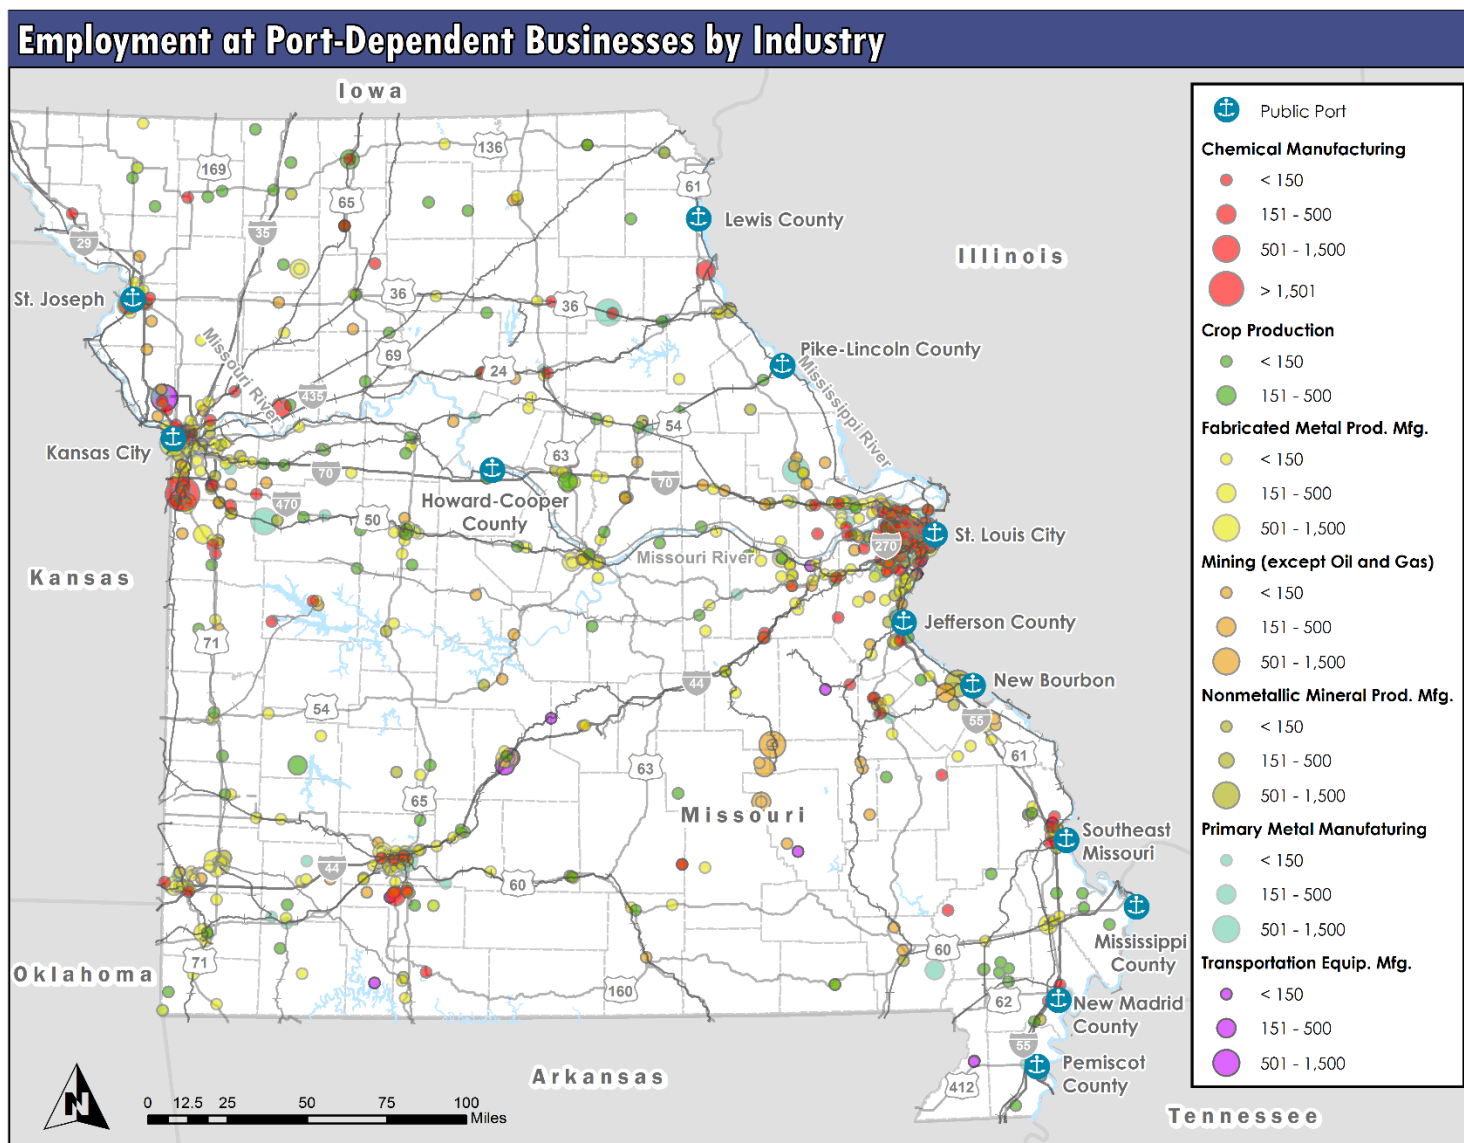 Employment at Port-Dependent Businesses by Industry
Iowa
136
169
61
65
Lewis County
35
29
Illinois
St. Joseph
36
36
Missouri River
69
Pike-Lincoln County
24
Mississippi River
435
54
Kansas City
63
70
70
Howard-Cooper
County
470
50
St. Louis City
270
Missouri River
Kansas
Jefferson County
71
44
New Bourbon
54
55
61
63
65
Missouri
Southeast
Missouri
44
60
Mississippi
County
60
71
Oklahoma
160
62
New Madrid
County
55
Pemiscot
County
412
Arkansas
Tennessee
N
0 12.5 25 50 75 100
Miles
Public Port
Chemical Manufacturing
< 150
151 - 500
501 - 1,500
> 1,501
Crop Production
< 150
151 - 500
Fabricated Metal Prod. Mfg.
< 150
151 - 500
501 - 1,500
Mining (except Oil and Gas)
< 150
151 - 500
501 - 1,500
Nonmetallic Mineral Prod. Mfg.
< 150
151 - 500
501 - 1,500
Primary Metal Manufaturing
< 150
151 - 500
501 - 1,500
Transportation Equip. Mfg.
< 150
151 - 500
501 - 1,500